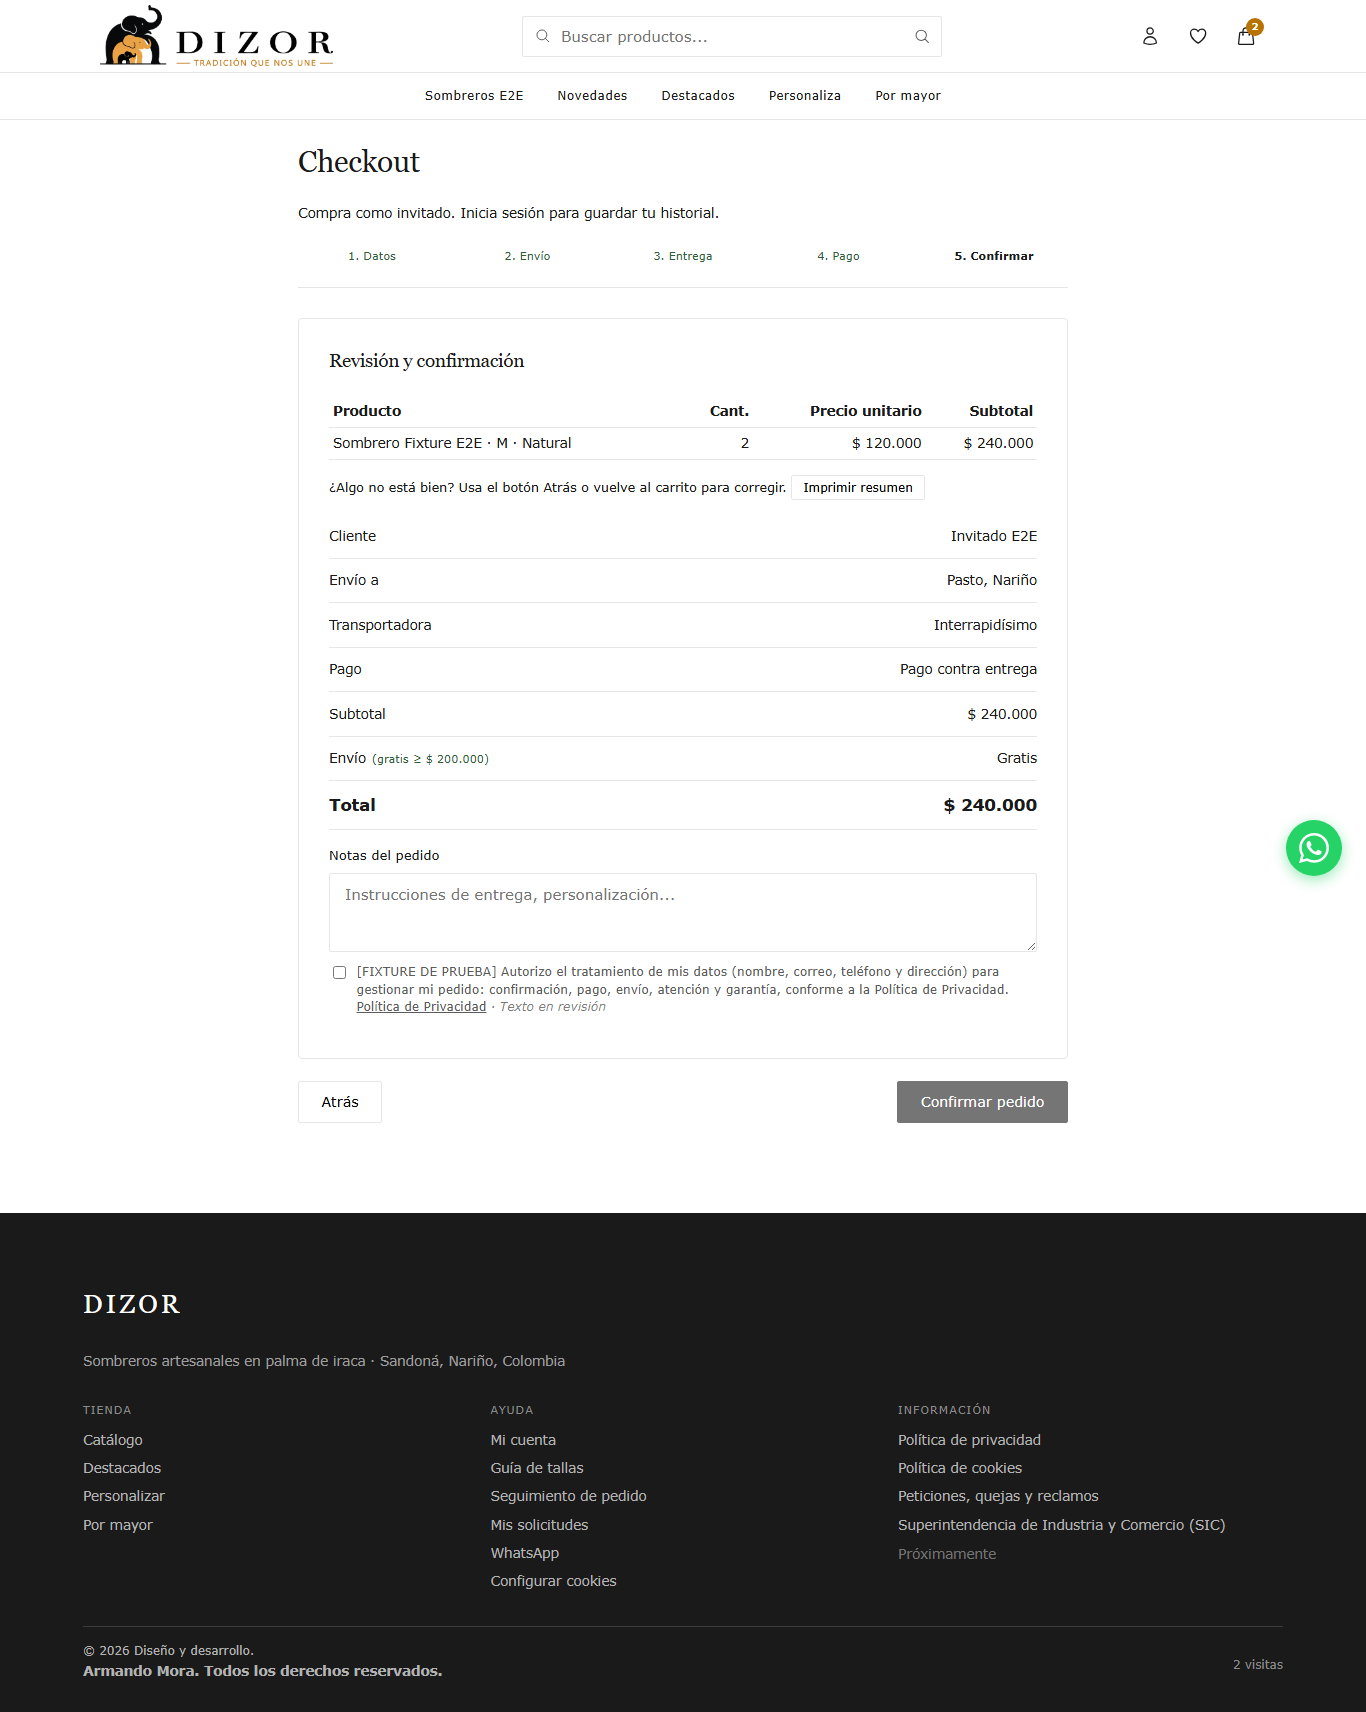 DIZOR
TRADICIÓN QUE NOS UNE
Buscar productos...
2
Sombreros E2E
Novedades
Destacados
Personaliza
Por mayor
Checkout
Compra como invitado. Inicia sesión para guardar tu historial.
1. Datos
2. Envío
3. Entrega
4. Pago
5. Confirmar
Revisión y confirmación
Producto Cant. Precio unitario Subtotal
Sombrero Fixture E2E · M · Natural 2 $ 120.000 $ 240.000
¿Algo no está bien? Usa el botón Atrás o vuelve al carrito para corregir. Imprimir resumen
Cliente Invitado E2E
Envío a Pasto, Nariño
Transportadora Interrapidísimo
Pago Pago contra entrega
Subtotal $ 240.000
Envío (gratis ≥ $ 200.000) Gratis
Total $ 240.000
Notas del pedido
Instrucciones de entrega, personalización...
[FIXTURE DE PRUEBA] Autorizo el tratamiento de mis datos (nombre, correo, teléfono y dirección) para
gestionar mi pedido: confirmación, pago, envío, atención y garantía, conforme a la Política de Privacidad.
Política de Privacidad · Texto en revisión
Atrás
Confirmar pedido
DIZOR
Sombreros artesanales en palma de iraca · Sandoná, Nariño, Colombia
TIENDA
Catálogo
Destacados
Personalizar
Por mayor
AYUDA
Mi cuenta
Guía de tallas
Seguimiento de pedido
Mis solicitudes
WhatsApp
Configurar cookies
INFORMACIÓN
Política de privacidad
Política de cookies
Peticiones, quejas y reclamos
Superintendencia de Industria y Comercio (SIC)
Próximamente
© 2026 Diseño y desarrollo.
Armando Mora. Todos los derechos reservados.
2 visitas